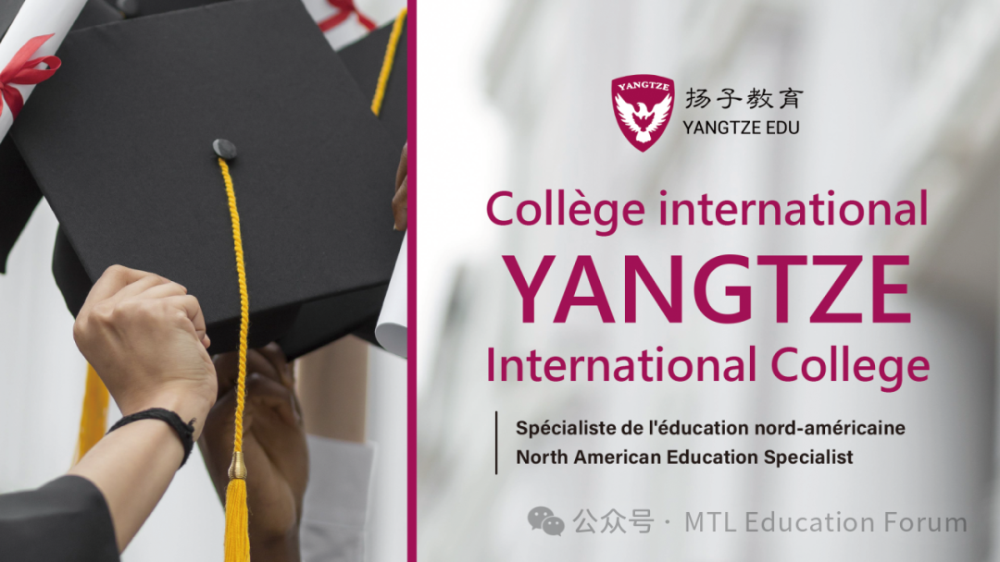 YANGTZE
扬子教育
YANGTZE EDU
Collège international
YANGTZE
International College
Spécialiste de l'éducation nord-américaine
North American Education Specialist
公众号 · MTL Education Forum